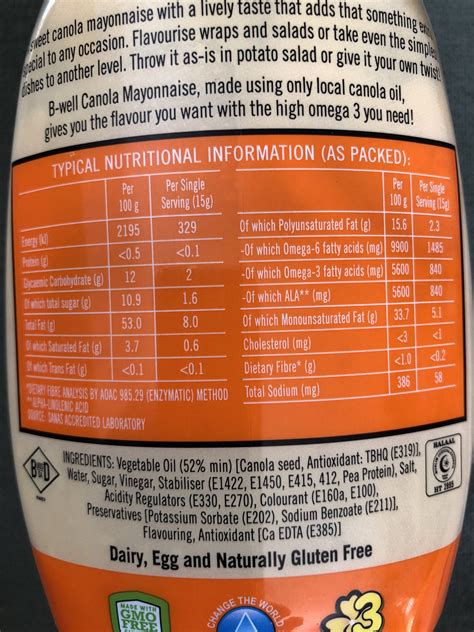 sweet canola mayonnaise with a lively taste that adds that something
special to any occasion. Flavourise wraps and salads or take even the simple
dishes to another level. Throw it as-is in potato salad or give it your own twist!
B-well Canola Mayonnaise, made using only local canola oil,
gives you the flavour you want with the high omega 3 you need!
TYPICAL NUTRITIONAL INFORMATION (AS PACKED):
Per 100 g Per Single Serving (15g)
Energy (kJ) 2195 329
Protein (g) <0.5 <0.1
Glycaemic Carbohydrate (g) 12 2
Of which total sugar (g) 10.9 1.6
Total Fat (g) 53.0 8.0
Of which Saturated Fat (g) 3.7 0.6
Of which Trans Fat (g) <0.1 <0.1
Per 100 g Per Single Serving (15g)
Of which Polyunsaturated Fat (g) 15.6 2.3
-Of which Omega-6 fatty acids (mg) 9900 1485
-Of which Omega-3 fatty acids (mg) 5600 840
-Of which ALA** (mg) 5600 840
Of which Monounsaturated Fat (g) 33.7 5.1
Cholesterol (mg) <3 <1
Dietary Fibre* (g) <1.0 <0.2
Total Sodium (mg) 386 58
*DIETARY FIBRE ANALYSIS BY AOAC 985.29 (ENZYMATIC) METHOD
** ALPHA-LINOLENIC ACID
SOURCE: SANAS ACCREDITED LABORATORY
INGREDIENTS: Vegetable Oil (52% min) [Canola seed, Antioxidant: TBHQ (E319)],
Water, Sugar, Vinegar, Stabiliser (E1422, E1450, E415, 412, Pea Protein), Salt,
Acidity Regulators (E330, E270), Colourant (E160a, E100),
Preservatives [Potassium Sorbate (E202), Sodium Benzoate (E211)],
Flavouring, Antioxidant [Ca EDTA (E385)]
Dairy, Egg and Naturally Gluten Free
HALAAL
MADE WITH
GMO
FREE
CHANGE THE WORLD
3